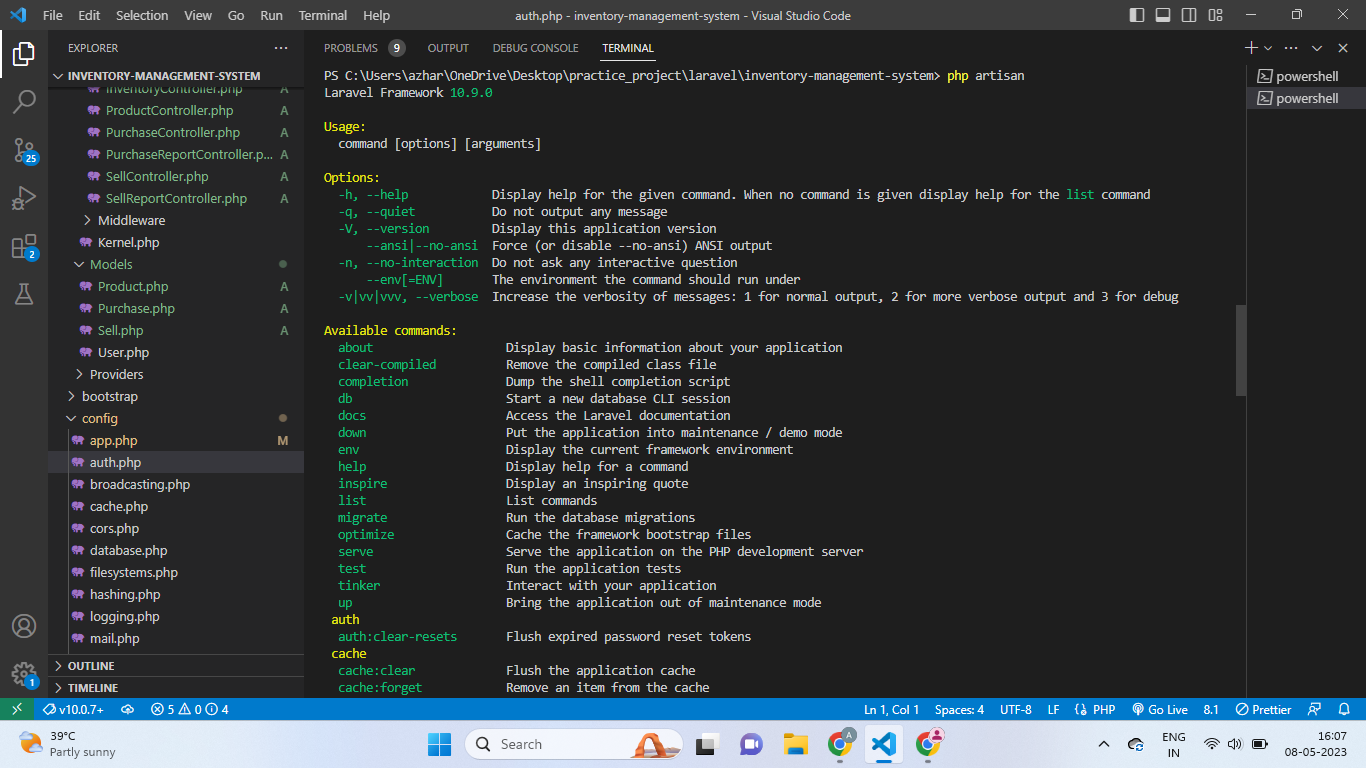 File Edit Selection View Go Run Terminal Help auth.php - inventory-management-system - Visual Studio Code
EXPLORER
INVENTORY-MANAGEMENT-SYSTEM
InventoryController.php A
ProductController.php A
PurchaseController.php A
PurchaseReportController.p... A
SellController.php A
SellReportController.php A
Middleware
Kernel.php
Models
Product.php A
Purchase.php A
Sell.php A
User.php
Providers
bootstrap
config
app.php M
auth.php
broadcasting.php
cache.php
cors.php
database.php
filesystems.php
hashing.php
logging.php
mail.php
OUTLINE
TIMELINE
25
2
1
PROBLEMS 9 OUTPUT DEBUG CONSOLE TERMINAL
PS C:\Users\azhar\OneDrive\Desktop\practice_project\laravel\inventory-management-system> php artisan
Laravel Framework 10.9.0
Usage:
command [options] [arguments]
Options:
-h, --help Display help for the given command. When no command is given display help for the list command
-q, --quiet Do not output any message
-V, --version Display this application version
--ansi|--no-ansi Force (or disable --no-ansi) ANSI output
-n, --no-interaction Do not ask any interactive question
--env[=ENV] The environment the command should run under
-v|vv|vvv, --verbose Increase the verbosity of messages: 1 for normal output, 2 for more verbose output and 3 for debug
Available commands:
about Display basic information about your application
clear-compiled Remove the compiled class file
completion Dump the shell completion script
db Start a new database CLI session
docs Access the Laravel documentation
down Put the application into maintenance / demo mode
env Display the current framework environment
help Display help for a command
inspire Display an inspiring quote
list List commands
migrate Run the database migrations
optimize Cache the framework bootstrap files
serve Serve the application on the PHP development server
test Run the application tests
tinker Interact with your application
up Bring the application out of maintenance mode
auth
auth:clear-resets Flush expired password reset tokens
cache
cache:clear Flush the application cache
cache:forget Remove an item from the cache
powershell
powershell
v10.0.7+ 5 0 4 Ln 1, Col 1 Spaces: 4 UTF-8 LF PHP Go Live 8.1 Prettier
39°C
Partly sunny
Search
A
ENG
IN
16:07
08-05-2023